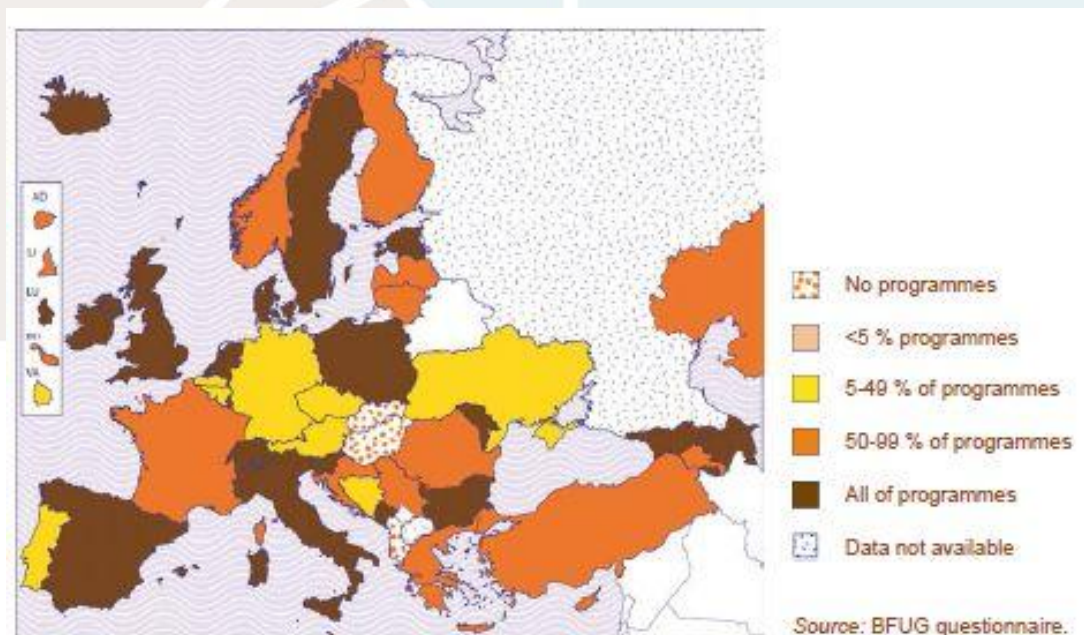 AD
LU
VA
No programmes
<5 % programmes
5-49 % of programmes
50-99 % of programmes
All of programmes
Data not available
Source: BFUG questionnaire.